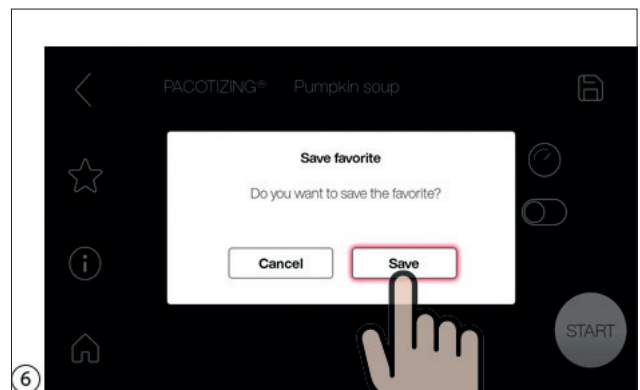 PACOTIZING® Pumpkin soup
Save favorite
Do you want to save the favorite?
Cancel Save
START
6